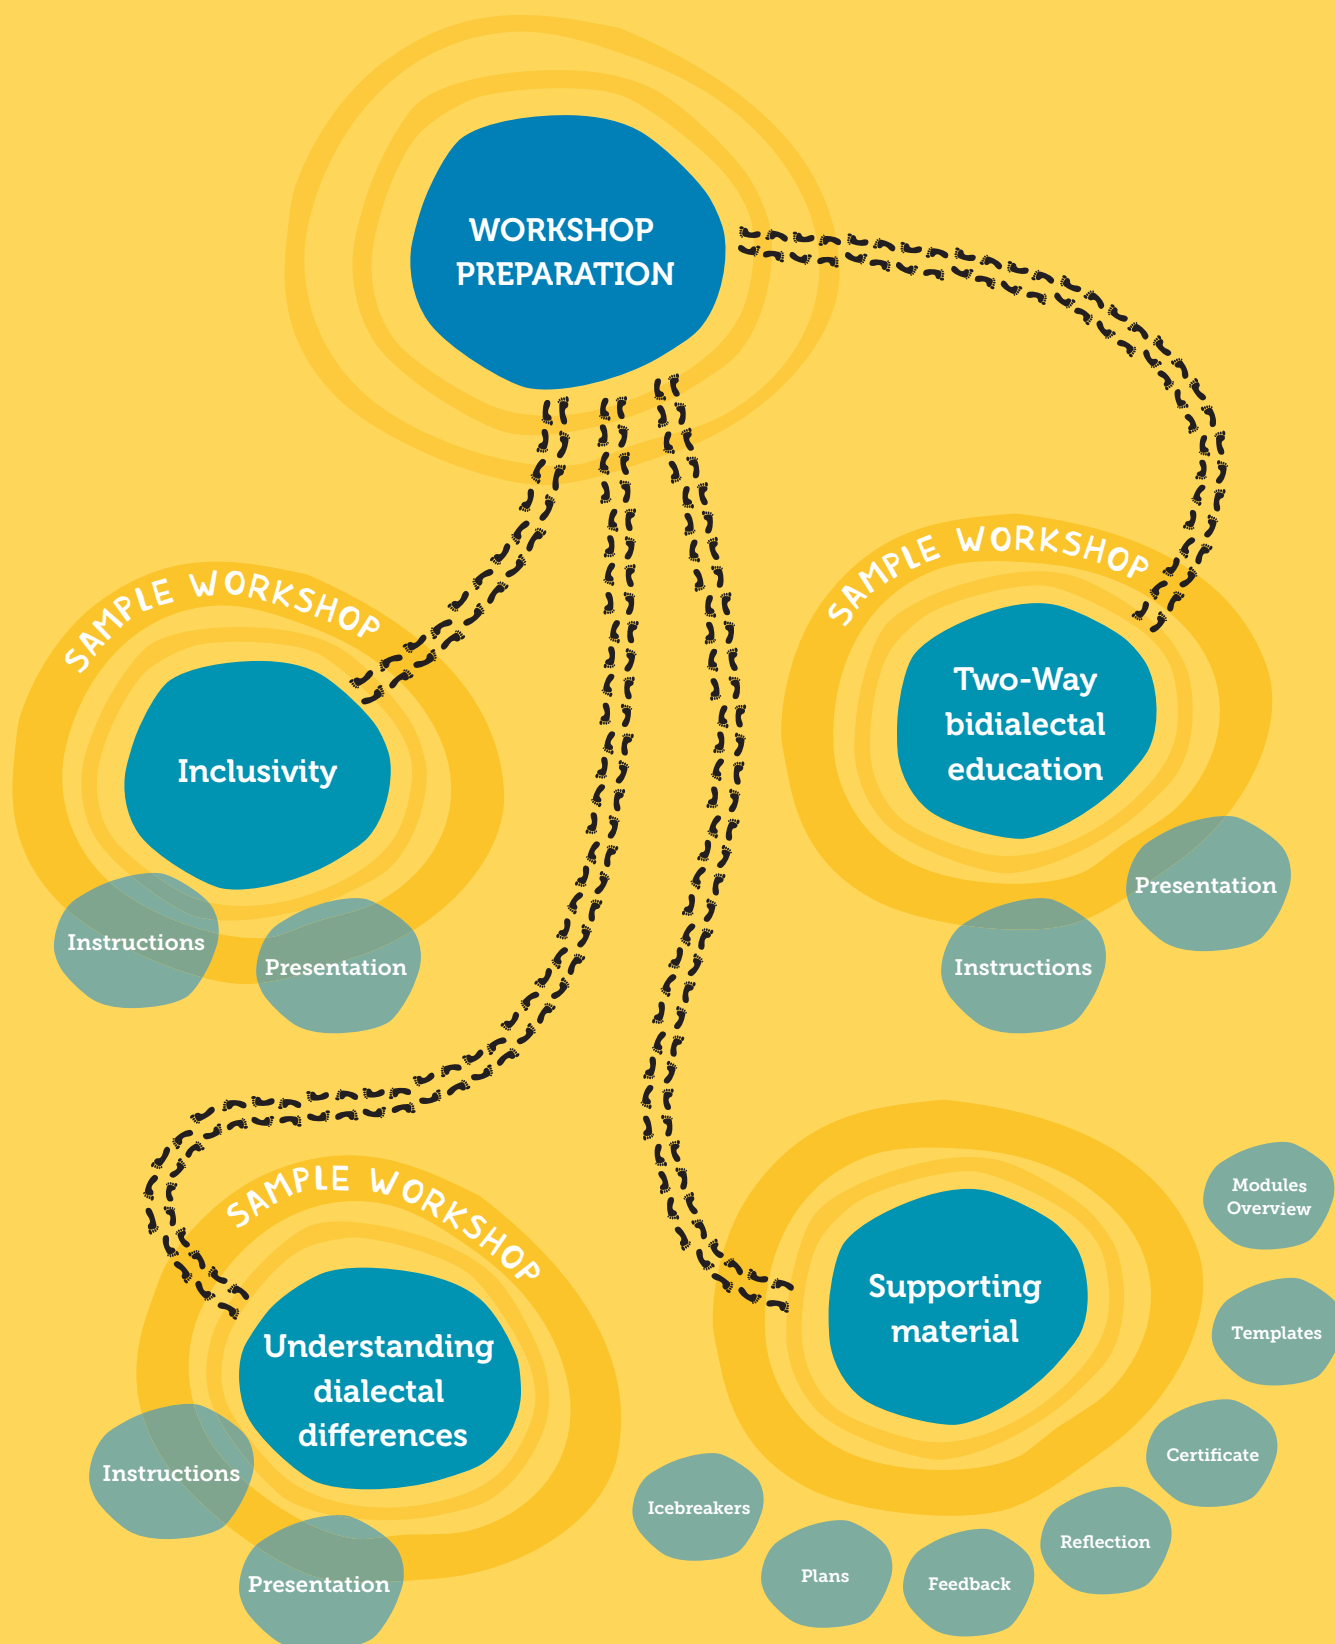 WORKSHOP
PREPARATION
SAMPLE WORKSHOP
Inclusivity
Instructions
Presentation
SAMPLE WORKSHOP
Two-Way
bidialectal
education
Presentation
Instructions
SAMPLE WORKSHOP
Understanding
dialectal
differences
Instructions
Presentation
Supporting
material
Modules
Overview
Templates
Certificate
Reflection
Feedback
Plans
Icebreakers